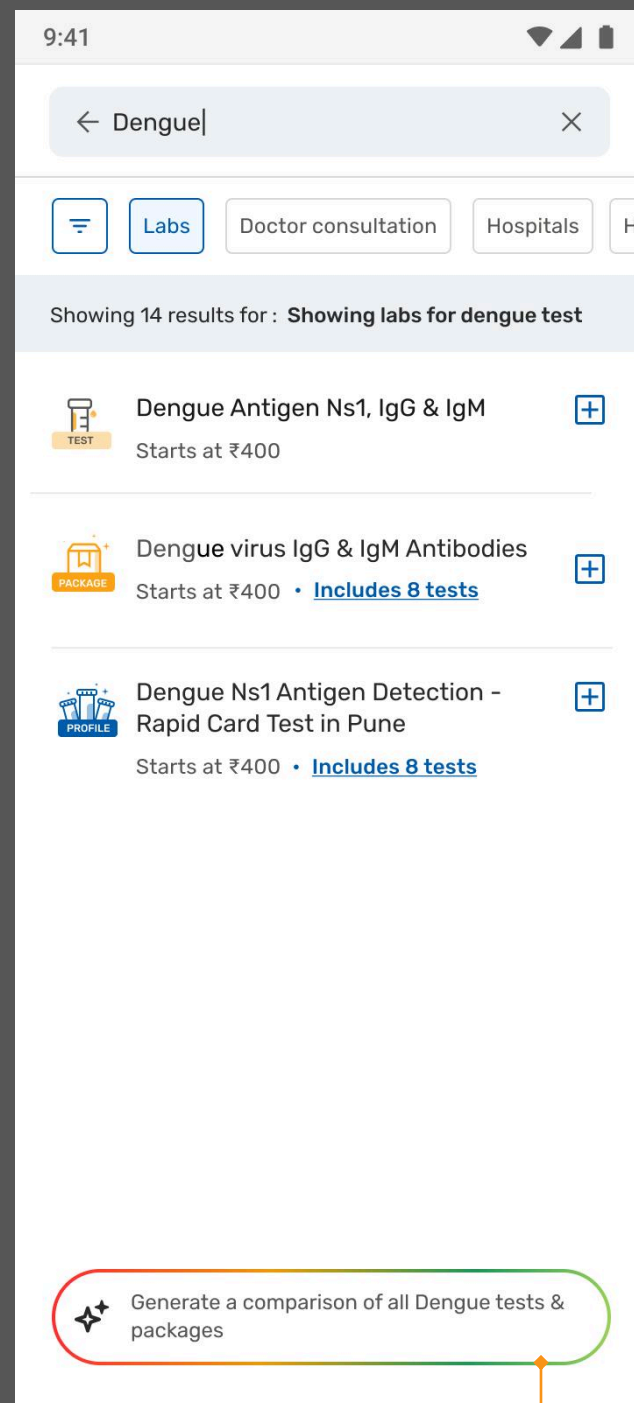 9:41
Dengue
Labs
Doctor consultation
Hospitals
H
Showing 14 results for : Showing labs for dengue test
Dengue Antigen Ns1, IgG & IgM
TEST
Starts at ₹400
Dengue virus IgG & IgM Antibodies
PACKAGE
Starts at ₹400 • Includes 8 tests
Dengue Ns1 Antigen Detection -
Rapid Card Test in Pune
PROFILE
Starts at ₹400 • Includes 8 tests
Generate a comparison of all Dengue tests &
packages